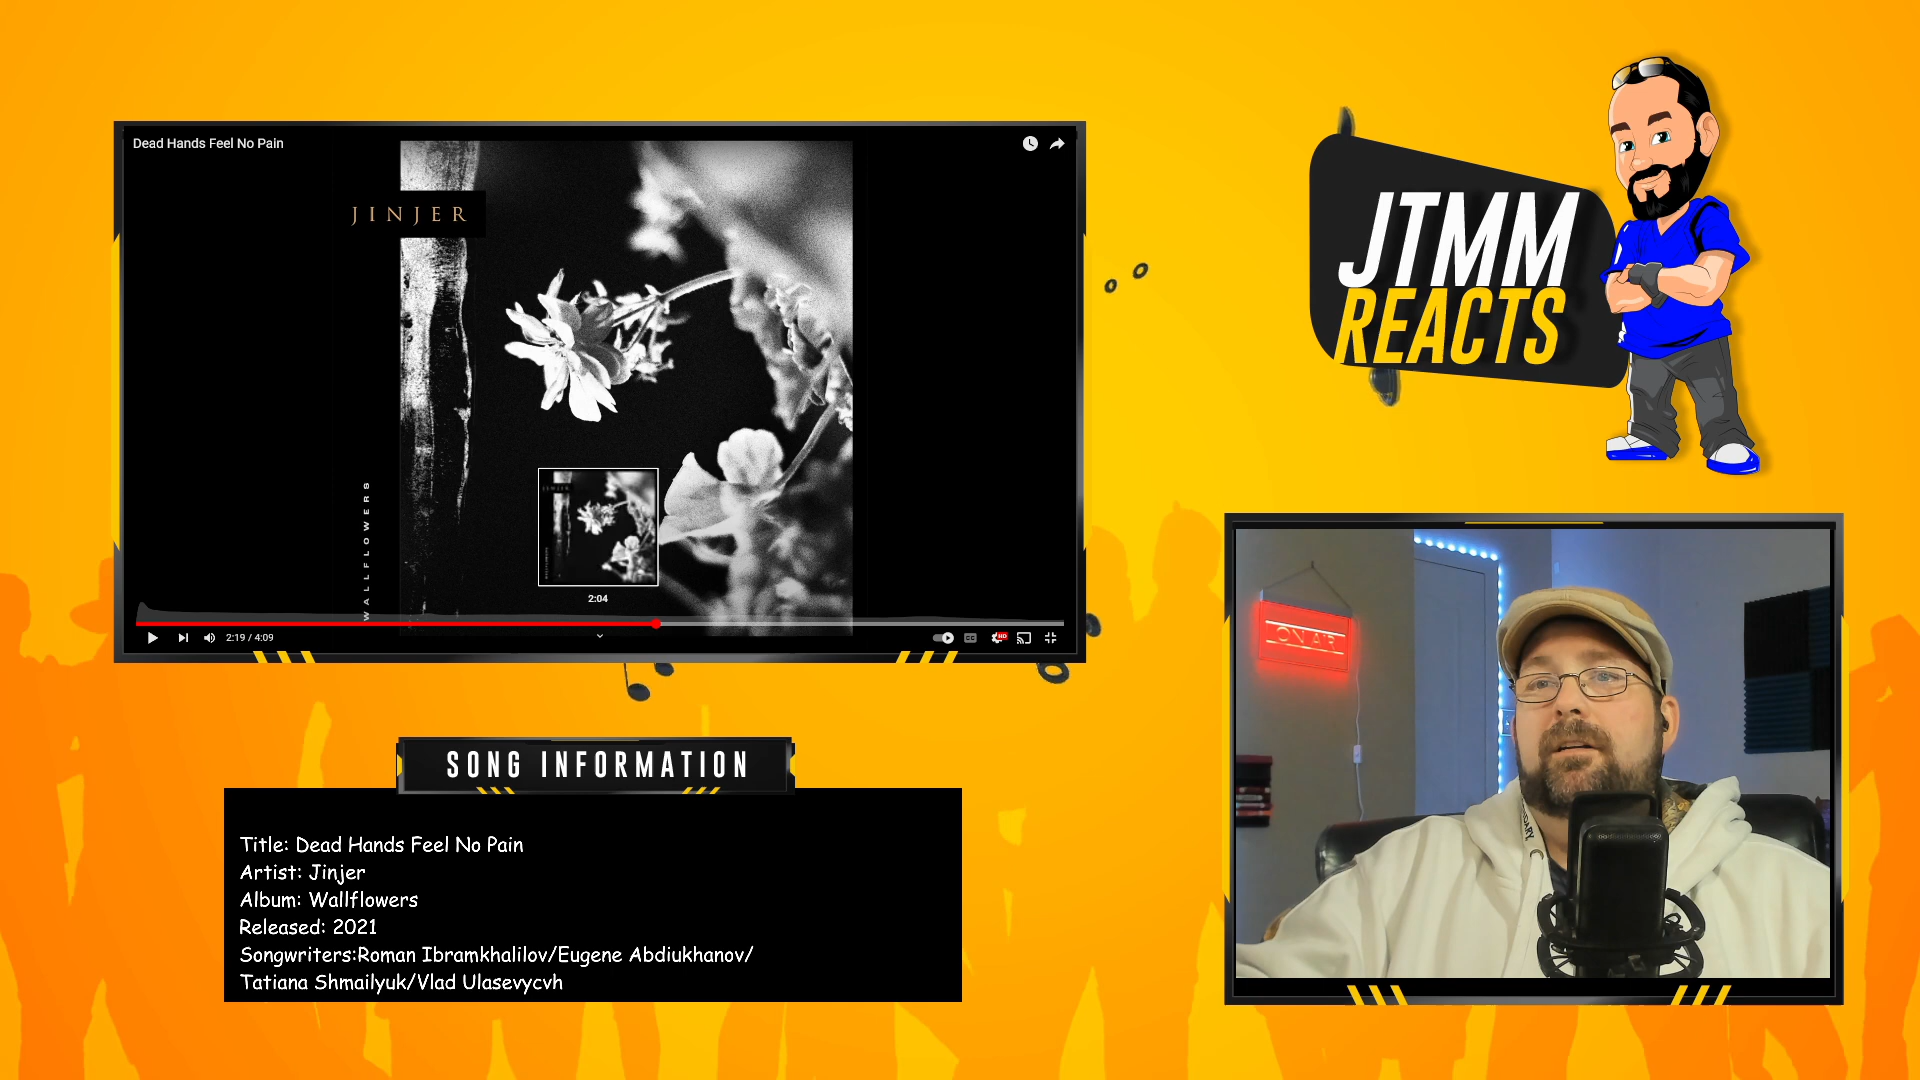 Dead Hands Feel No Pain
JINJER
WALLFLOWERS
2:04
2:19 / 4:09
CC
HD
JTMM
REACTS
ON AIR
SONG INFORMATION
Title: Dead Hands Feel No Pain
Artist: Jinjer
Album: Wallflowers
Released: 2021
Songwriters:Roman Ibramkhalilov/Eugene Abdiukhanov/
Tatiana Shmailyuk/Vlad Ulasevycvh